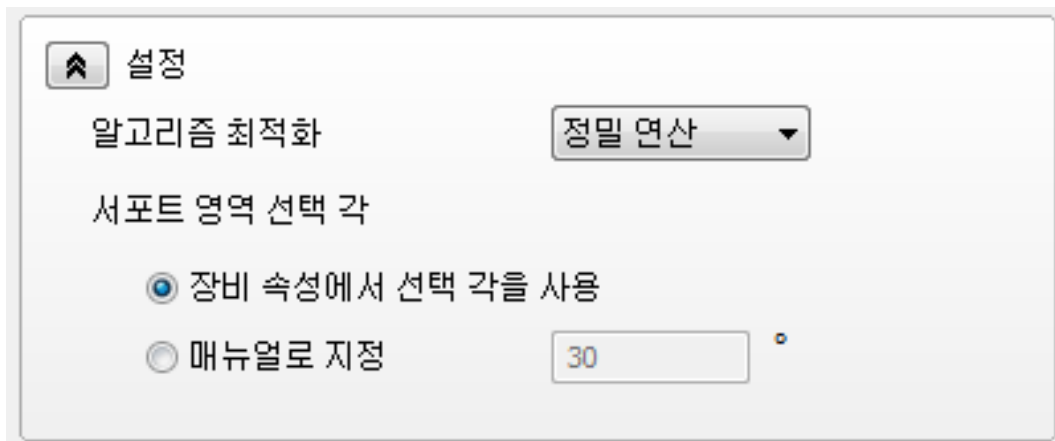 설정
알고리즘 최적화 정밀 연산
서포트 영역 선택 각
장비 속성에서 선택 각을 사용
매뉴얼로 지정 30 °